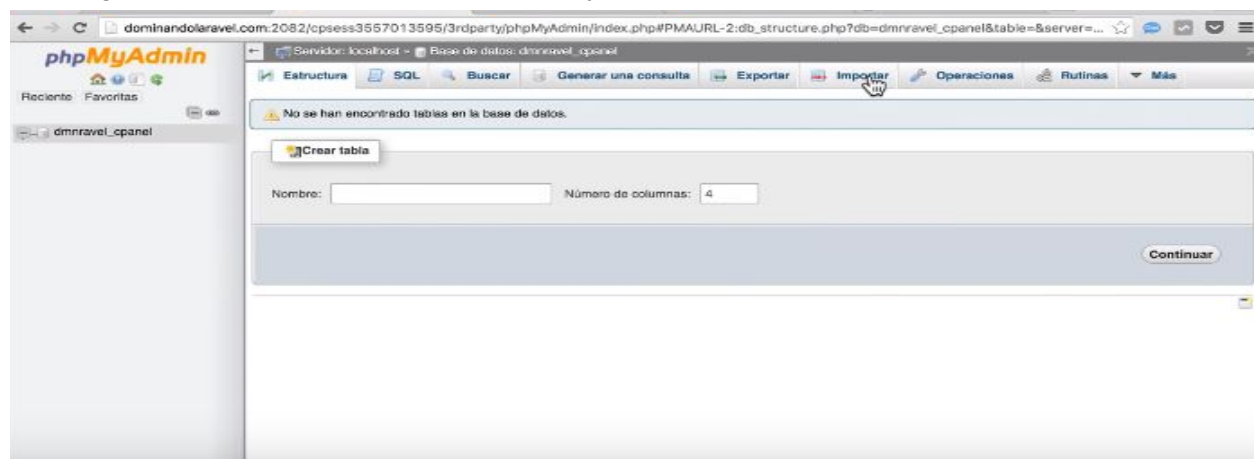 dominandolaravel.com:2082/cpsess3557013595/3rdparty/phpMyAdmin/index.php#PMAURL-2:db_structure.php?db=dmnravel_cpanel&table=&server=...
phpMyAdmin
Servidor: localhost » Base de datos: dmnravel_cpanel
Estructura SQL Buscar Generar una consulta Exportar Importar Operaciones Rutinas Más
Reciente Favoritas
No se han encontrado tablas en la base de datos.
dmnravel_cpanel
Crear tabla
Nombre: Número de columnas: 4
Continuar